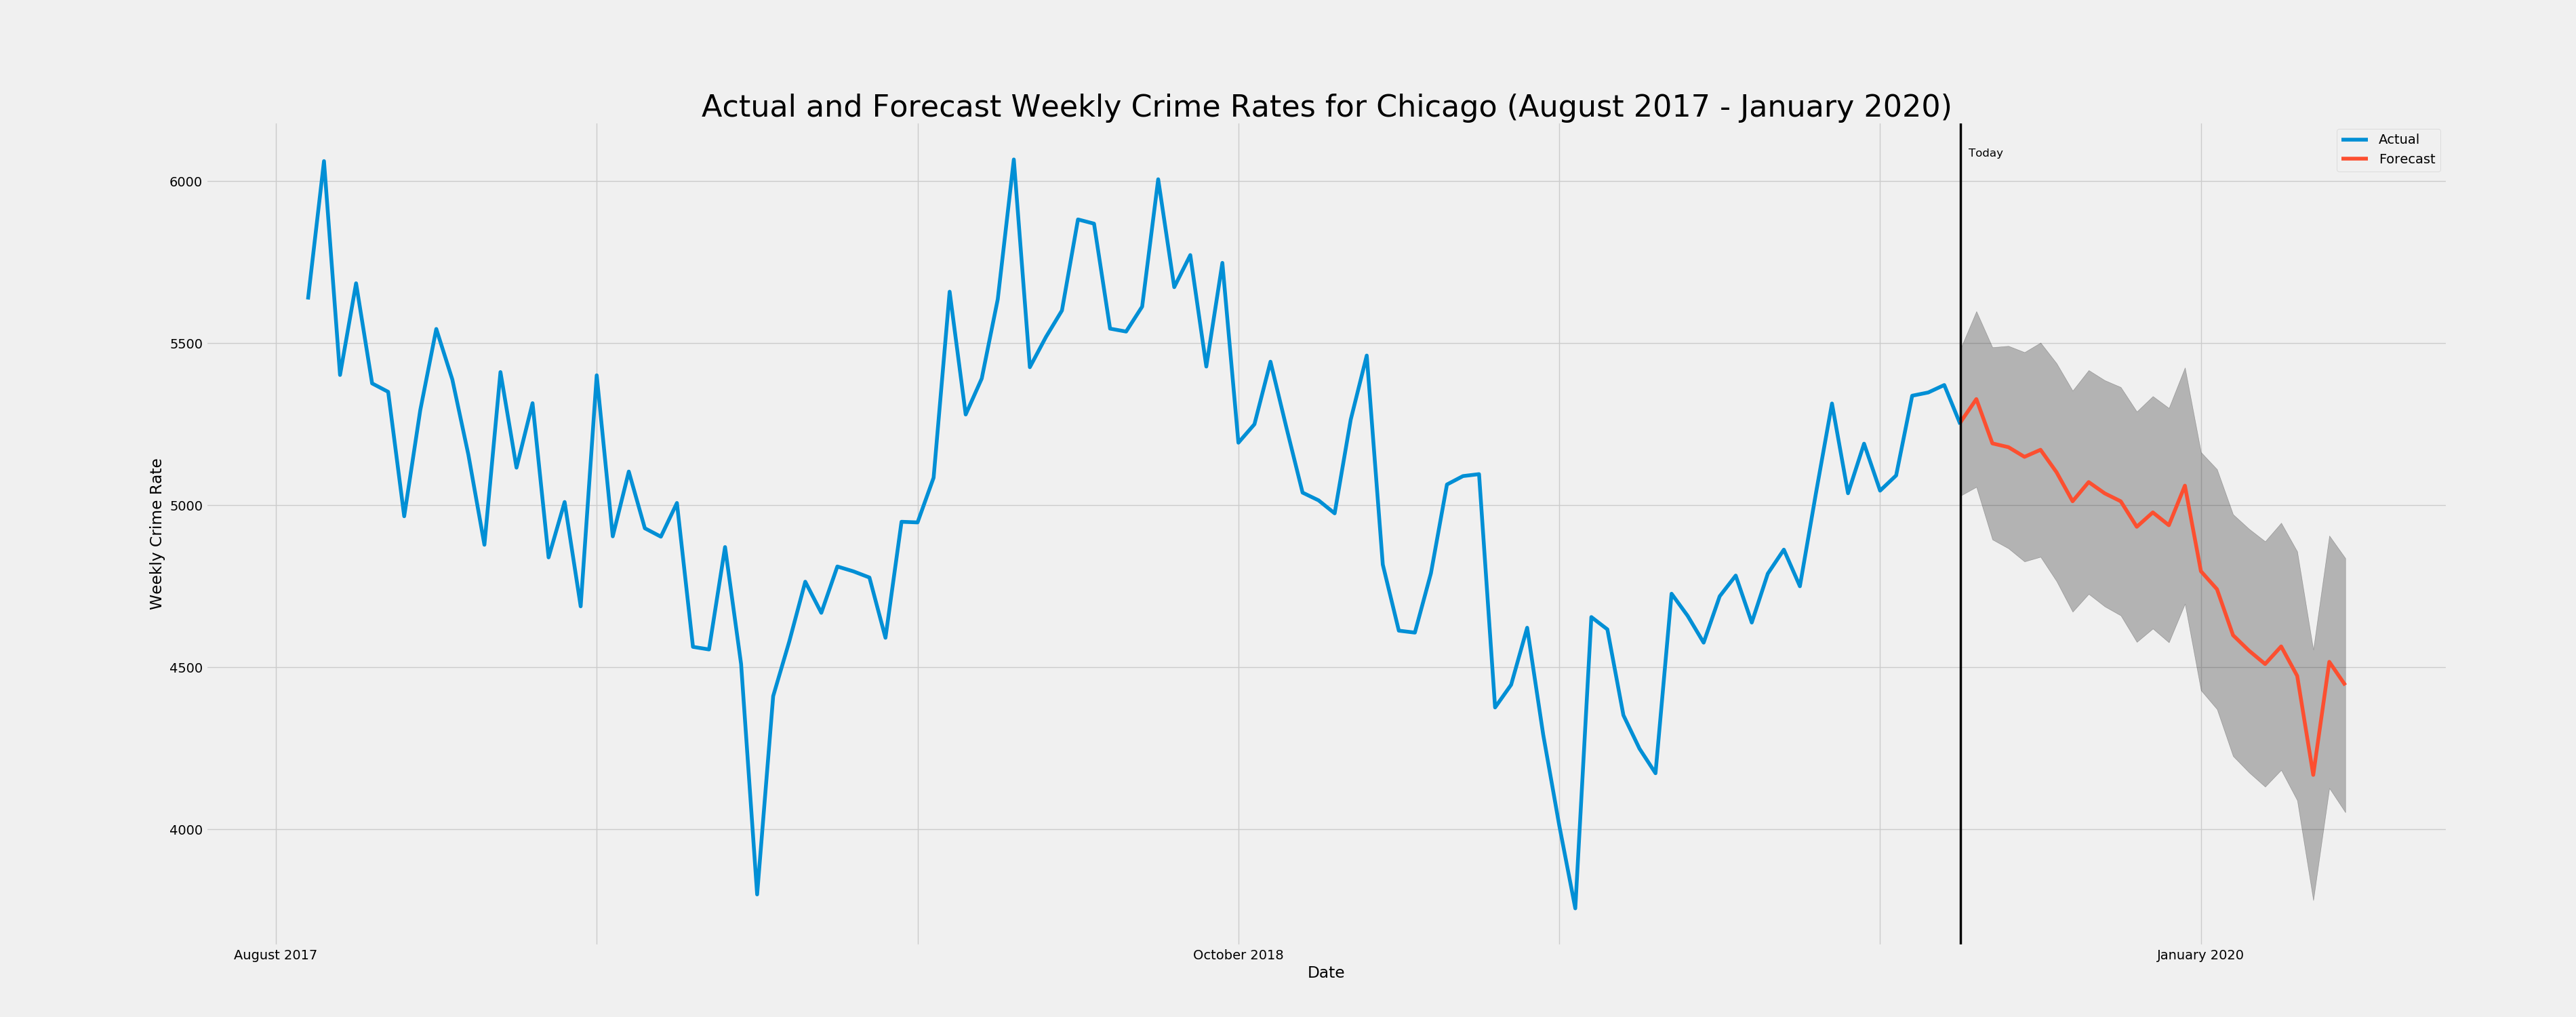 Actual and Forecast Weekly Crime Rates for Chicago (August 2017 - January 2020)
Today
Actual
Forecast
6000
5500
5000
4500
4000
Weekly Crime Rate
August 2017
October 2018
January 2020
Date